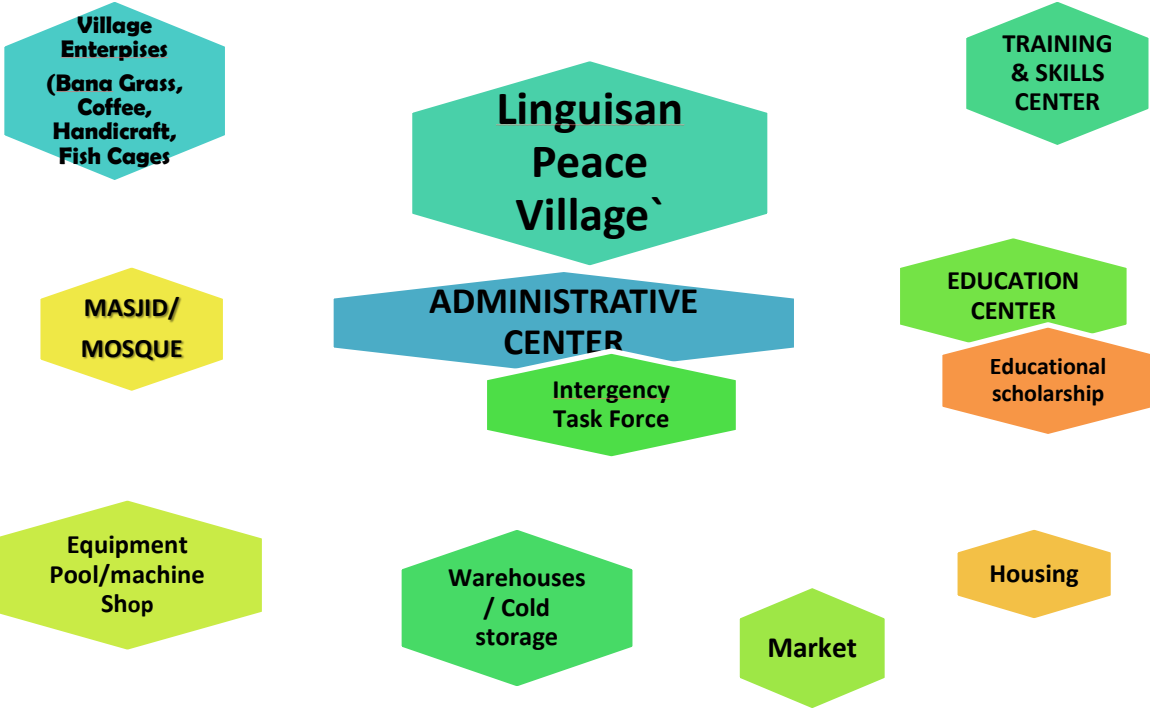 Village
Enterpises
(Bana Grass,
Coffee,
Handicraft,
Fish Cages
Linguisan
Peace
Village`
TRAINING
& SKILLS
CENTER
MASJID/
MOSQUE
ADMINISTRATIVE
CENTER
Intergency
Task Force
EDUCATION
CENTER
Educational
scholarship
Equipment
Pool/machine
Shop
Warehouses
/ Cold
storage
Market
Housing